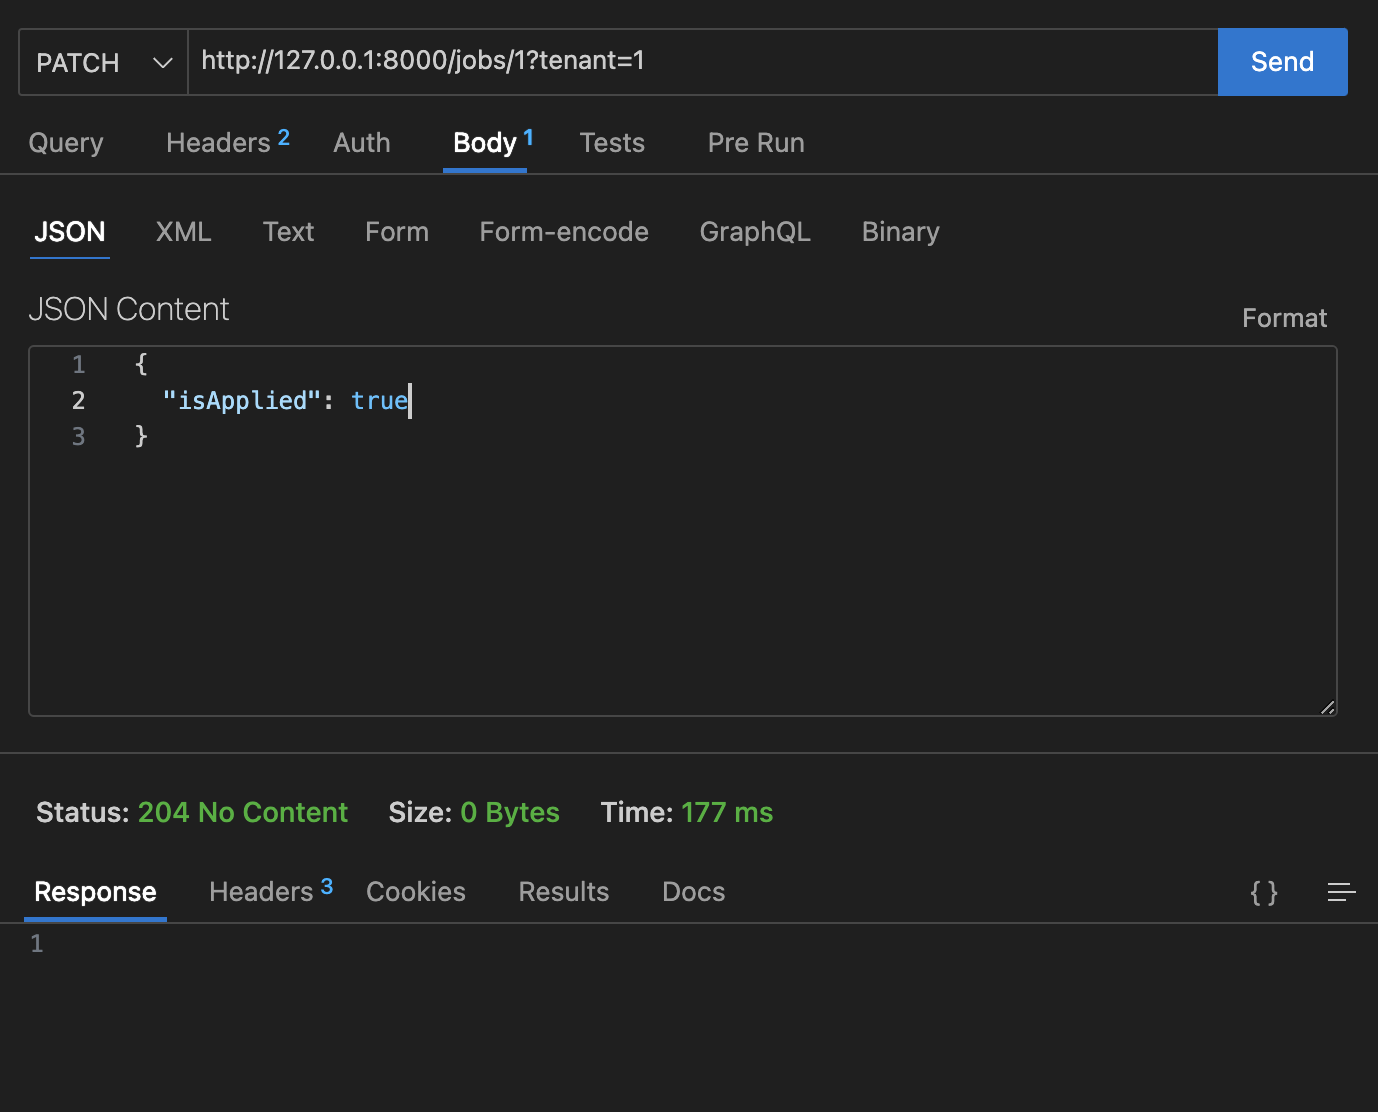 PATCH http://127.0.0.1:8000/jobs/1?tenant=1 Send
Query Headers 2 Auth Body 1 Tests Pre Run
JSON XML Text Form Form-encode GraphQL Binary
JSON Content
Format
1 {
2 "isApplied": true
3 }
Status: 204 No Content Size: 0 Bytes Time: 177 ms
Response Headers 3 Cookies Results Docs { }
1